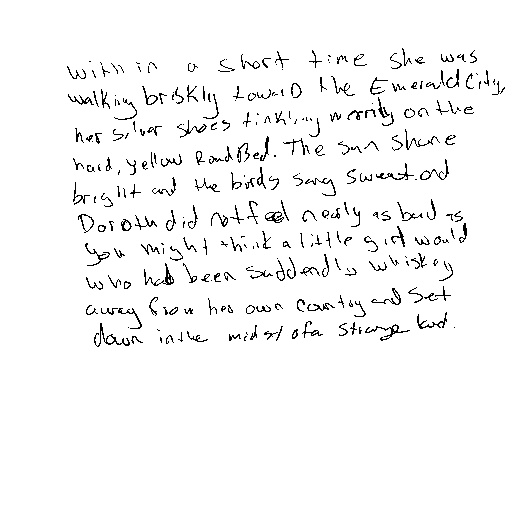 within a short time she was
walking briskly toward the Emerald City,
her silver shoes tinkling merrily on the
hard, yellow Roadbed. The sun shone
bright and the birds sang sweet and
Doroth did not feel nearly as bad as
you might think a little girl would
who had been suddenly whiskey
away from her own country and set
down in the midst of a strange land.